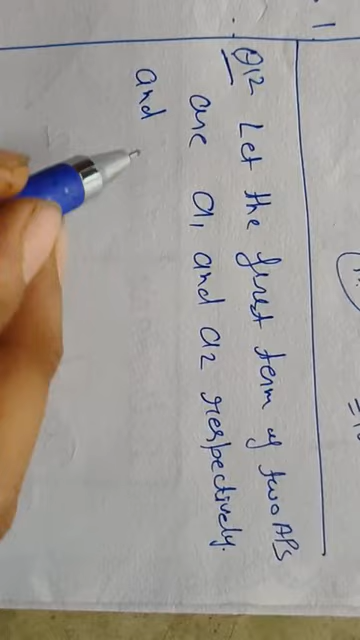 Q12 Let the first term of two APs
are a1 and a2 respectively.
and